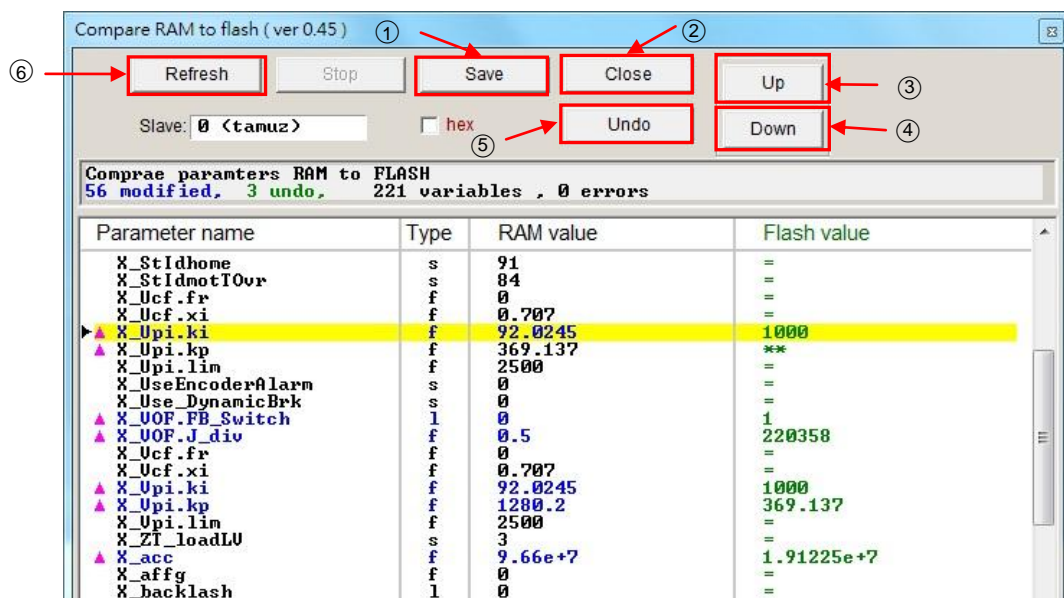 Compare RAM to flash ( ver 0.45 )
① ②
⑥ Refresh Stop Save Close Up ③
Slave: 0 (tamuz) hex ⑤ Undo Down ④
Comprae paramters RAM to FLASH
56 modified, 3 undo, 221 variables , 0 errors
Parameter name Type RAM value Flash value
X_StIdhome s 91 =
X_StIdmotTOvr s 84 =
X_Ucf.fr f 0 =
X_Ucf.xi f 0.707 =
X_Upi.ki f 92.0245 1000
X_Upi.kp f 369.137 **
X_Upi.lim f 2500 =
X_UseEncoderAlarm s 0 =
X_Use_DynamicBrk s 0 =
X_VOF.FB_Switch l 0 1
X_VOF.J_div f 0.5 220358
X_Vcf.fr f 0 =
X_Vcf.xi f 0.707 =
X_Vpi.ki f 92.0245 1000
X_Vpi.kp f 1280.2 369.137
X_Vpi.lim f 2500 =
X_ZT_loadLV s 3 =
X_acc f 9.66e+7 1.91225e+7
X_affg f 0 =
X_backlash l 0 =